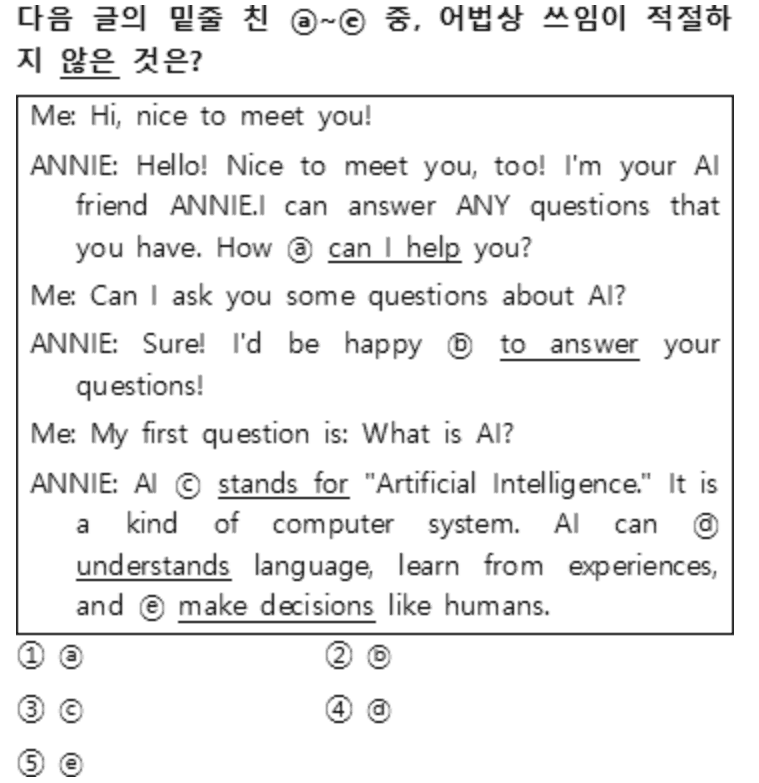 다음 글의 밑줄 친 ⓐ~ⓔ 중, 어법상 쓰임이 적절하
지 않은 것은?
Me: Hi, nice to meet you!
ANNIE: Hello! Nice to meet you, too! I'm your AI
friend ANNIE.I can answer ANY questions that
you have. How ⓐ can I help you?
Me: Can I ask you some questions about AI?
ANNIE: Sure! I'd be happy ⓑ to answer your
questions!
Me: My first question is: What is AI?
ANNIE: AI ⓒ stands for "Artificial Intelligence." It is
a kind of computer system. AI can ⓓ
understands language, learn from experiences,
and ⓔ make decisions like humans.
① ⓐ ② ⓑ
③ ⓒ ④ ⓓ
⑤ ⓔ